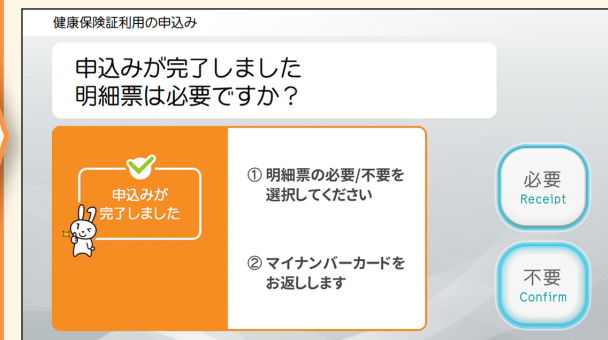 健康保険証利用の申込み
申込みが完了しました
明細票は必要ですか?
申込みが
完了しました
① 明細票の必要/不要を
選択してください
② マイナンバーカードを
お返しします
必要
Receipt
不要
Confirm